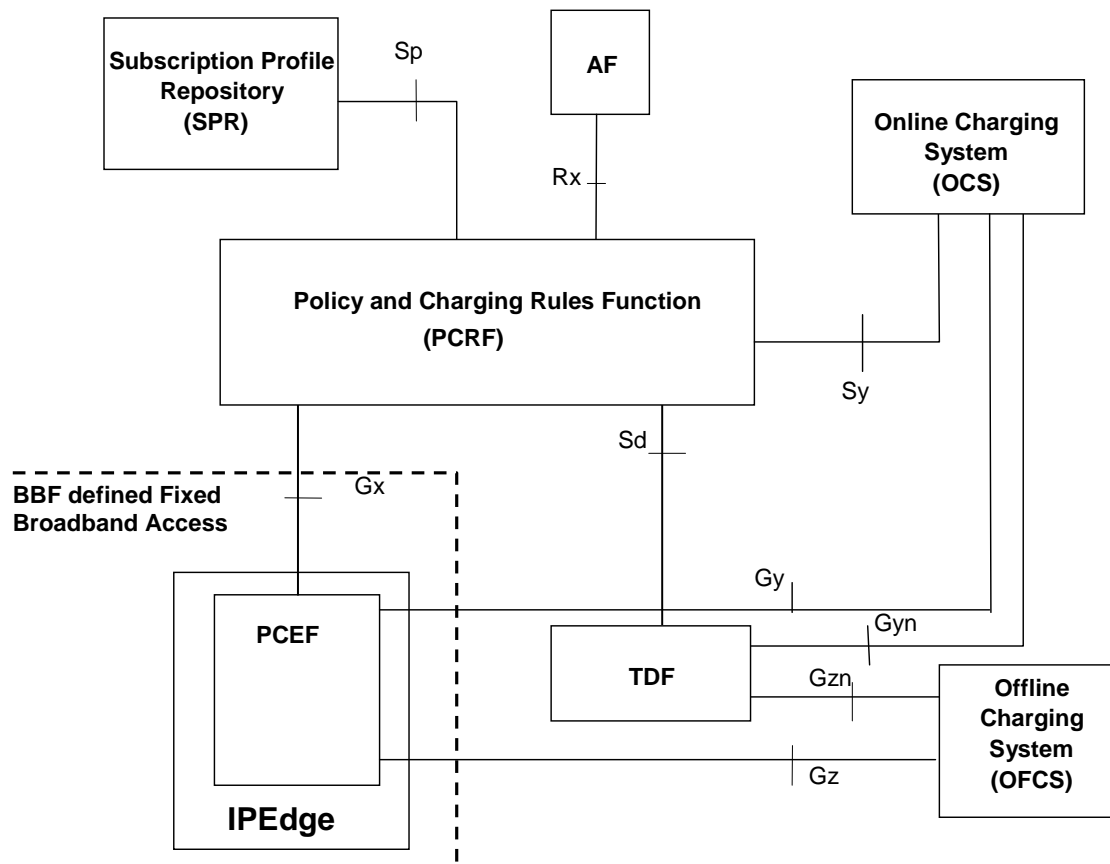 Subscription Profile
Repository
(SPR)
Sp
AF
Online Charging
System
(OCS)
Rx
Policy and Charging Rules Function
(PCRF)
Sy
Sd
Gx
BBF defined Fixed
Broadband Access
Gy
Gyn
PCEF
TDF
Gzn
Offline
Charging
System
(OFCS)
Gz
IPEdge